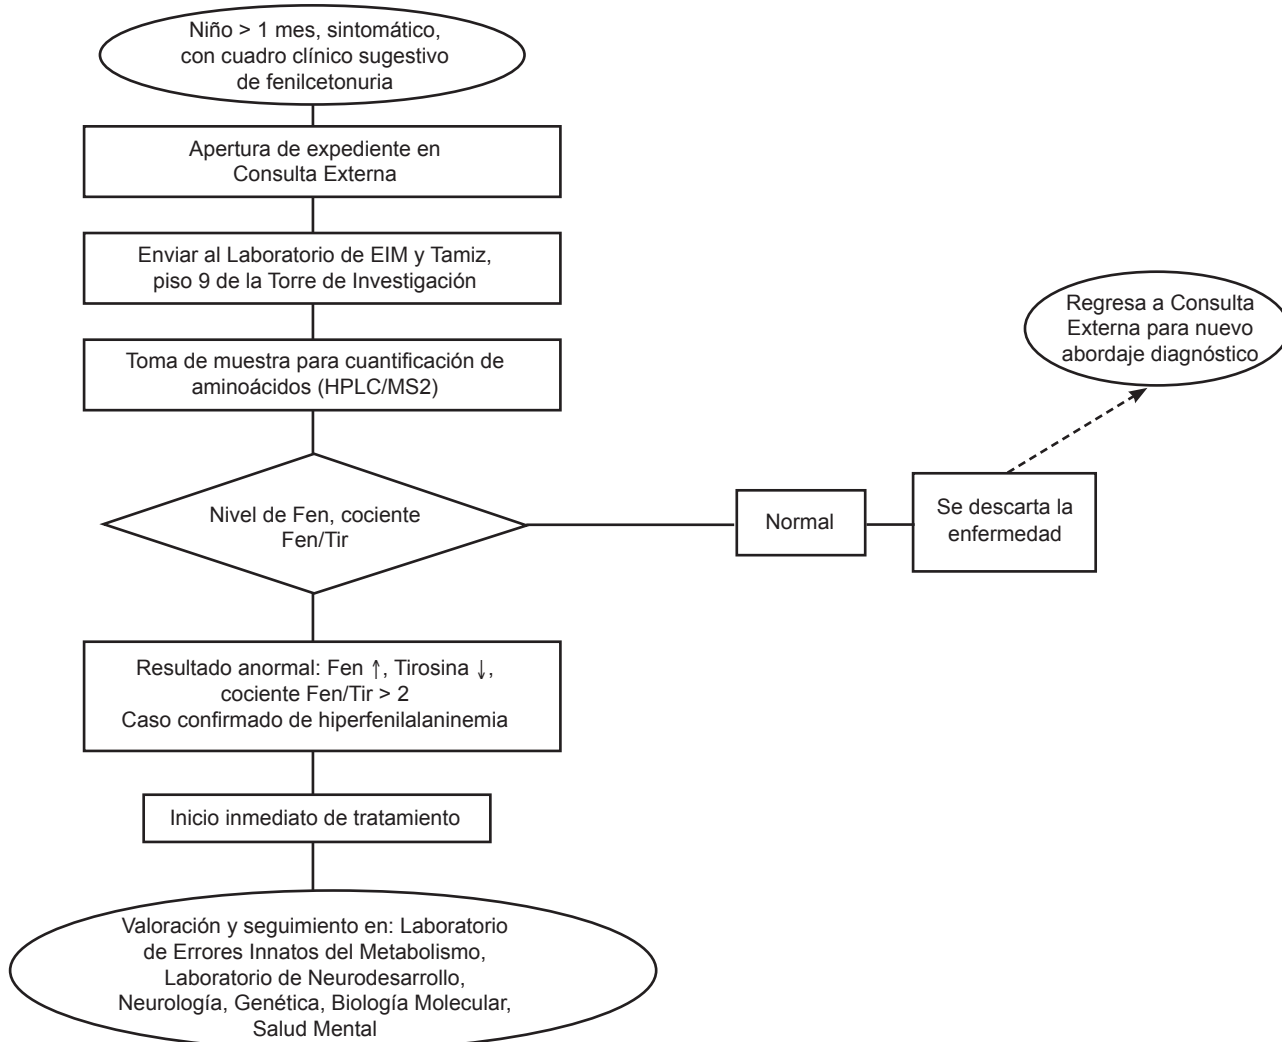 Niño > 1 mes, sintomático,
con cuadro clínico sugestivo
de fenilcetonuria
Apertura de expediente en
Consulta Externa
Enviar al Laboratorio de EIM y Tamiz,
piso 9 de la Torre de Investigación
Toma de muestra para cuantificación de
aminoácidos (HPLC/MS2)
Nivel de Fen, cociente
Fen/Tir
Normal
Se descarta la
enfermedad
Regresa a Consulta
Externa para nuevo
abordaje diagnóstico
Resultado anormal: Fen ↑, Tirosina ↓,
cociente Fen/Tir > 2
Caso confirmado de hiperfenilalaninemia
Inicio inmediato de tratamiento
Valoración y seguimiento en: Laboratorio
de Errores Innatos del Metabolismo,
Laboratorio de Neurodesarrollo,
Neurología, Genética, Biología Molecular,
Salud Mental